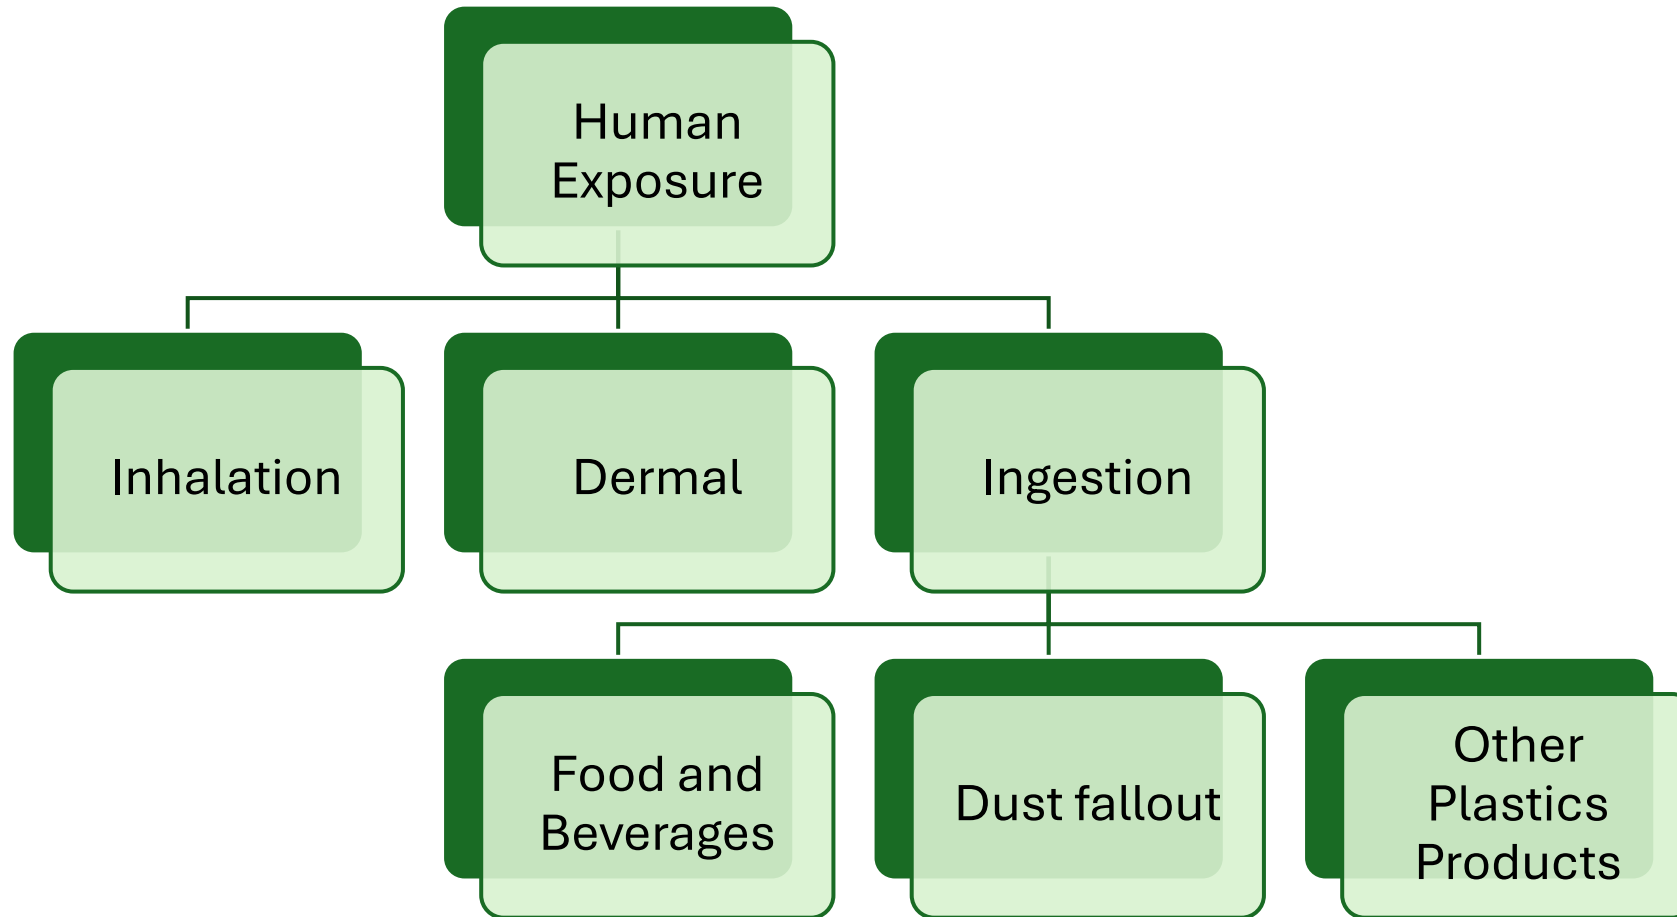 Human
Exposure
Inhalation
Dermal
Ingestion
Food and
Beverages
Dust fallout
Other
Plastics
Products